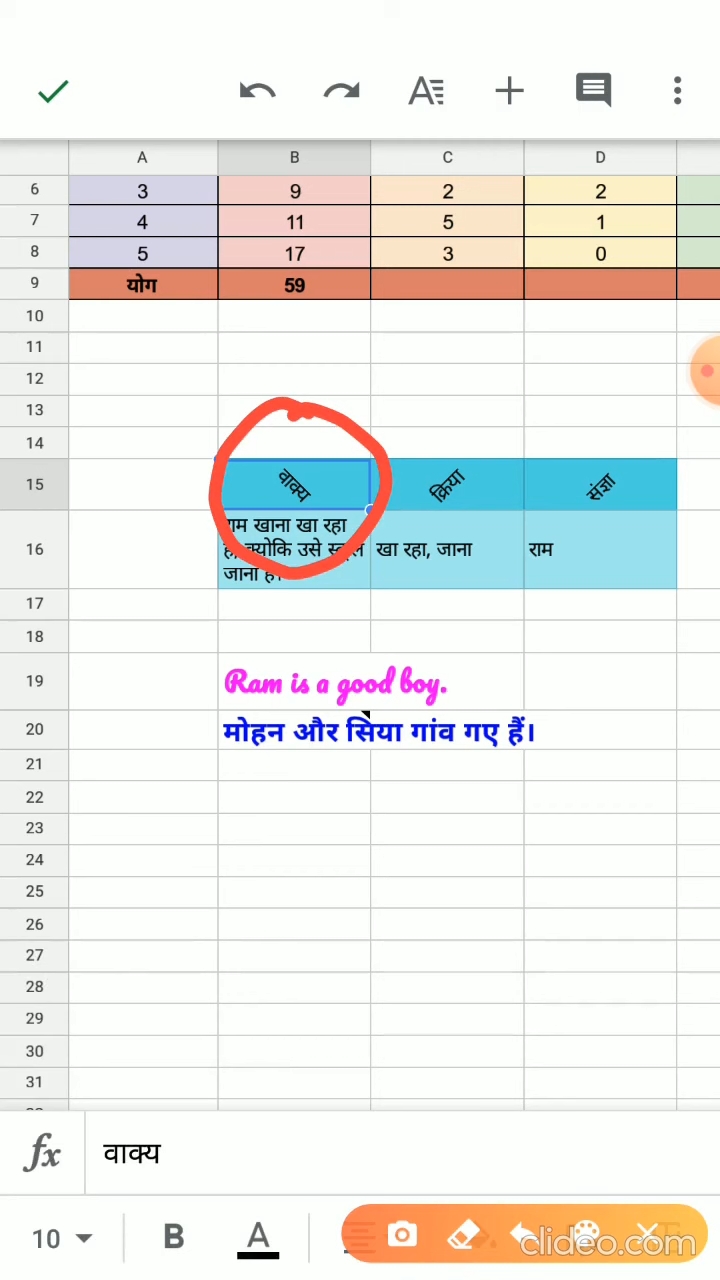 A B C D
6 3 9 2 2
7 4 11 5 1
8 5 17 3 0
9 योग 59
10
11
12
13
14
15 वाक्य क्रिया संज्ञा
राम खाना खा रहा
16 है, क्योकि उसे स्कूल खा रहा, जाना राम
जाना है।
17
18
19 Ram is a good boy.
20 मोहन और सिया गांव गए हैं।
21
22
23
24
25
26
27
28
29
30
31
fx वाक्य
10 B A
clideo.com